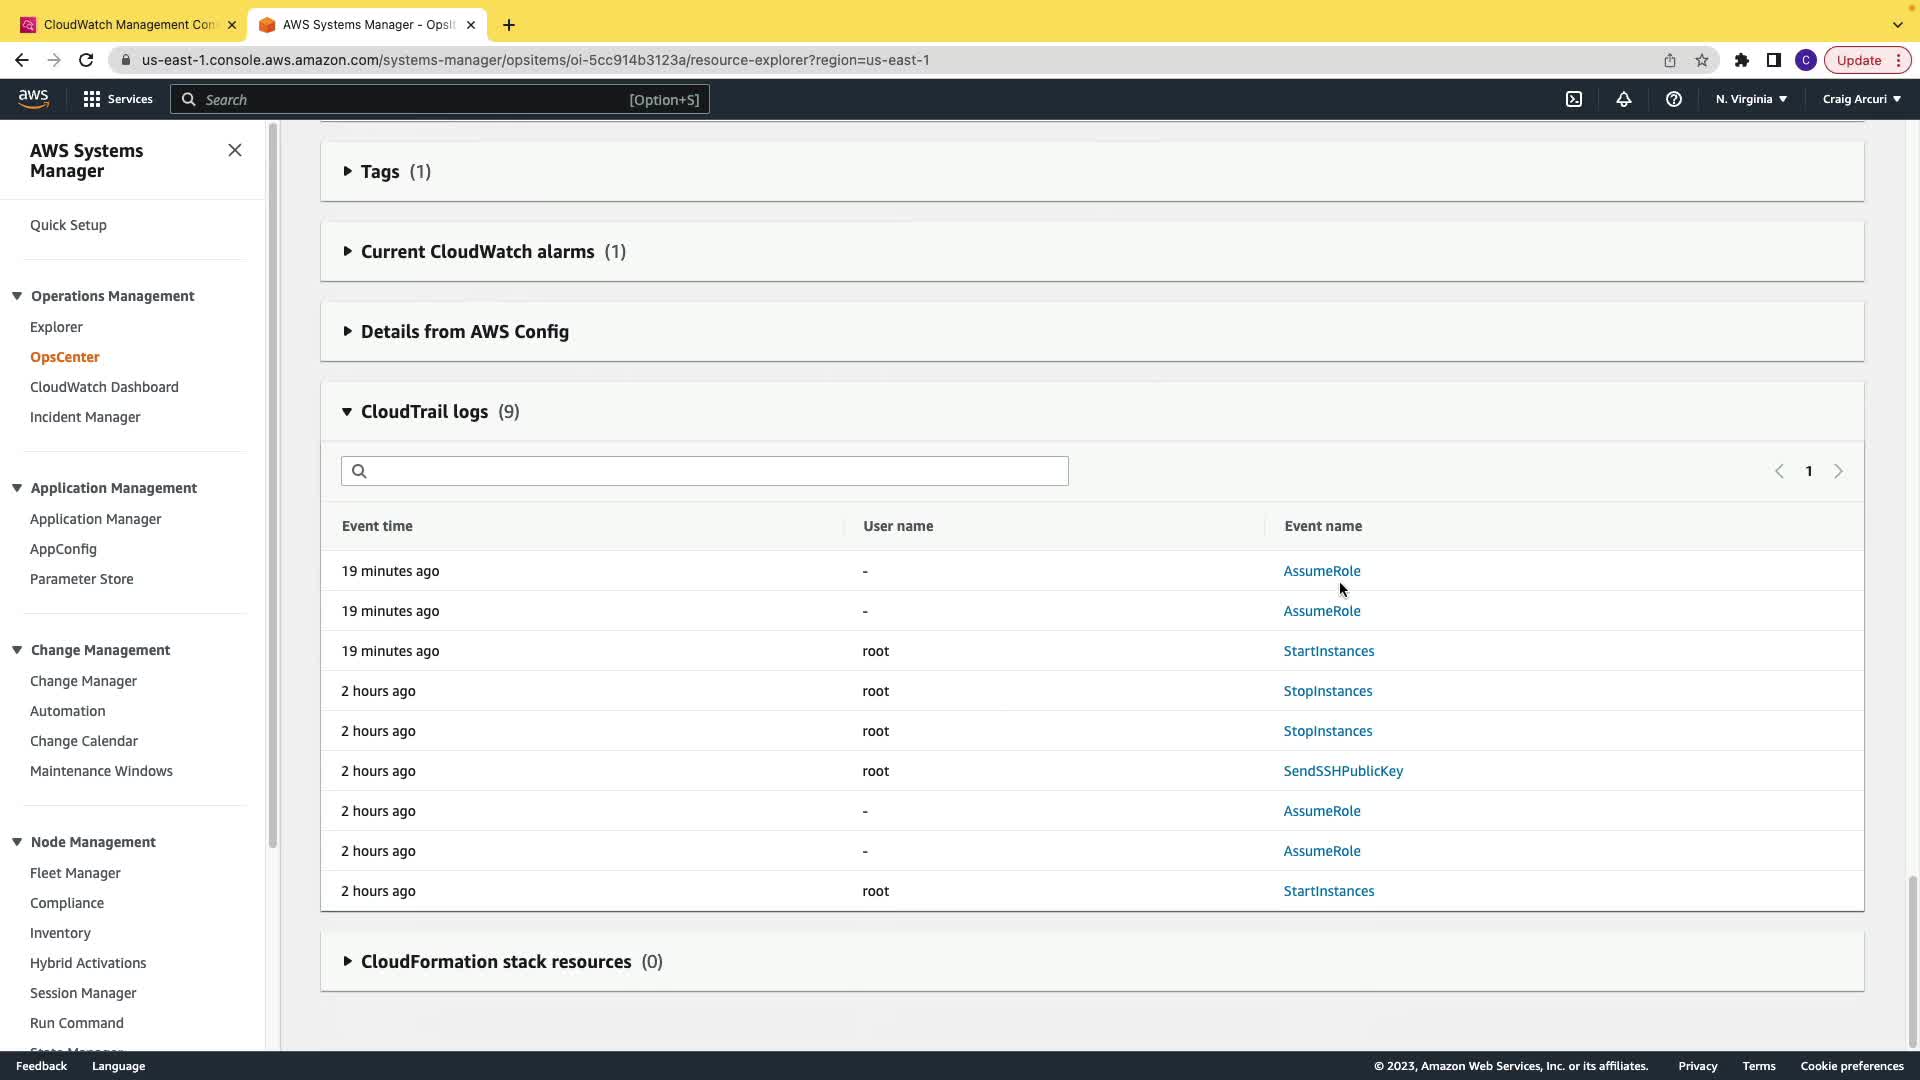 CloudWatch Management Con
AWS Systems Manager - OpsIt
us-east-1.console.aws.amazon.com/systems-manager/opsitems/oi-5cc914b3123a/resource-explorer?region=us-east-1
C
Update
aws
Services
Search
[Option+S]
N. Virginia
Craig Arcuri
AWS Systems
Manager
Quick Setup
Operations Management
Explorer
OpsCenter
CloudWatch Dashboard
Incident Manager
Application Management
Application Manager
AppConfig
Parameter Store
Change Management
Change Manager
Automation
Change Calendar
Maintenance Windows
Node Management
Fleet Manager
Compliance
Inventory
Hybrid Activations
Session Manager
Run Command
Tags (1)
Current CloudWatch alarms (1)
Details from AWS Config
CloudTrail logs (9)
1
Event time User name Event name
19 minutes ago - AssumeRole
19 minutes ago - AssumeRole
19 minutes ago root StartInstances
2 hours ago root StopInstances
2 hours ago root StopInstances
2 hours ago root SendSSHPublicKey
2 hours ago - AssumeRole
2 hours ago - AssumeRole
2 hours ago root StartInstances
CloudFormation stack resources (0)
Feedback Language © 2023, Amazon Web Services, Inc. or its affiliates. Privacy Terms Cookie preferences